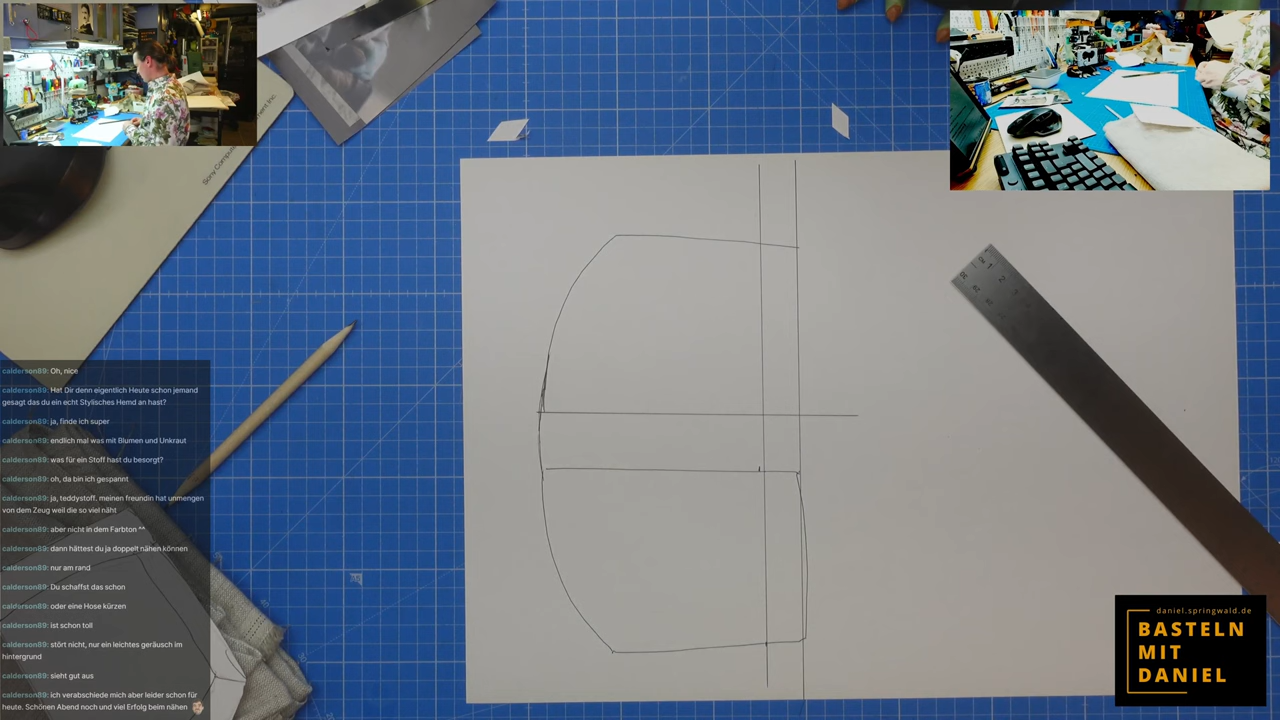 Sony Computer
calderson89: Oh, nice
calderson89: Hat Dir denn eigentlich Heute schon jemand
gesagt das du ein echt Stylisches Hemd an hast?
calderson89: ja, finde ich super
calderson89: endlich mal was mit Blumen und Unkraut
calderson89: was für ein Stoff hast du besorgt?
calderson89: oh, da bin ich gespannt
calderson89: ja, teddystoff. meinen freundin hat unmengen
von dem Zeug weil die so viel näht
calderson89: aber nicht in dem Farbton ^^
calderson89: dann hättest du ja doppelt nähen können
calderson89: nur am rand
calderson89: Du schaffst das schon
calderson89: oder eine Hose kürzen
calderson89: ist schon toll
calderson89: stört nicht, nur ein leichtes geräusch im
hintergrund
calderson89: sieht gut aus
calderson89: ich verabschiede mich aber leider schon für
heute. Schönen Abend noch und viel Erfolg beim nähen
1 2 3
daniel.springwald.de
BASTELN
MIT
DANIEL